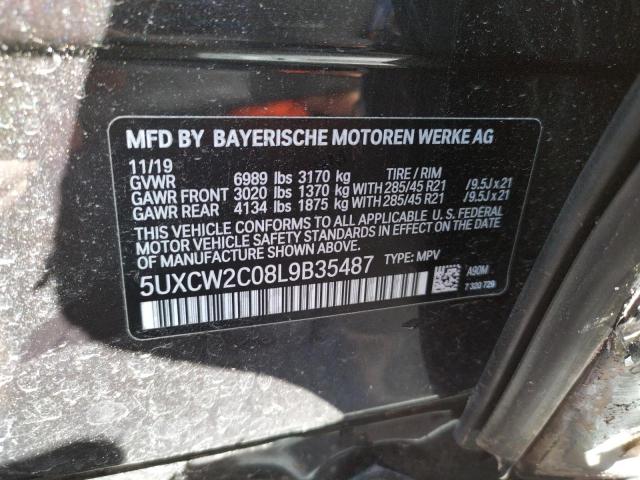 MFD BY BAYERISCHE MOTOREN WERKE AG
11/19
GVWR 6989 lbs 3170 kg TIRE / RIM
GAWR FRONT 3020 lbs 1370 kg WITH 285/45 R21 /9.5J x 21
GAWR REAR 4134 lbs 1875 kg WITH 285/45 R21 /9.5J x 21
THIS VEHICLE CONFORMS TO ALL APPLICABLE U. S. FEDERAL
MOTOR VEHICLE SAFETY STANDARDS IN EFFECT ON THE DATE
OF MANUFACTURE SHOWN ABOVE.
5UXCW2C08L9B35487 TYPE: MPV
A90M
7 320 729